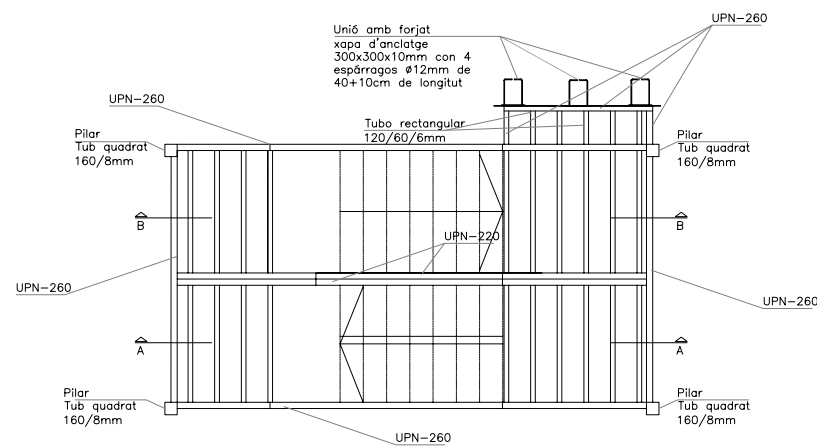 UPN-260
Unió amb forjat
xapa d'anclatge
300x300x10mm con 4
espárragos Ø12mm de
40+10cm de longitut
UPN-260
Tubo rectangular
120/60/6mm
Pilar
Tub quadrat
160/8mm
Pilar
Tub quadrat
160/8mm
B
B
UPN-220
UPN-260
UPN-260
A
A
Pilar
Tub quadrat
160/8mm
Pilar
Tub quadrat
160/8mm
UPN-260